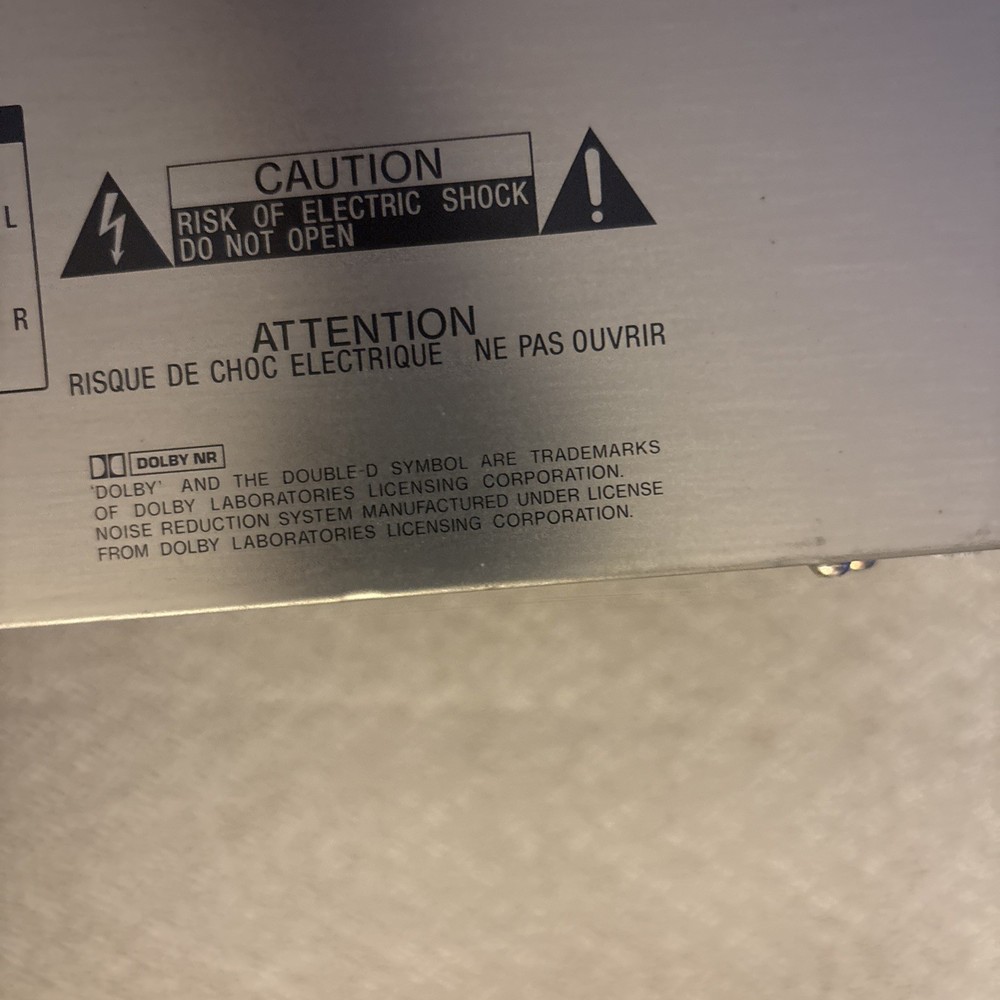 L
R
CAUTION
RISK OF ELECTRIC SHOCK
DO NOT OPEN
ATTENTION
RISQUE DE CHOC ELECTRIQUE NE PAS OUVRIR
DOLBY NR
'DOLBY' AND THE DOUBLE-D SYMBOL ARE TRADEMARKS
OF DOLBY LABORATORIES LICENSING CORPORATION.
NOISE REDUCTION SYSTEM MANUFACTURED UNDER LICENSE
FROM DOLBY LABORATORIES LICENSING CORPORATION.